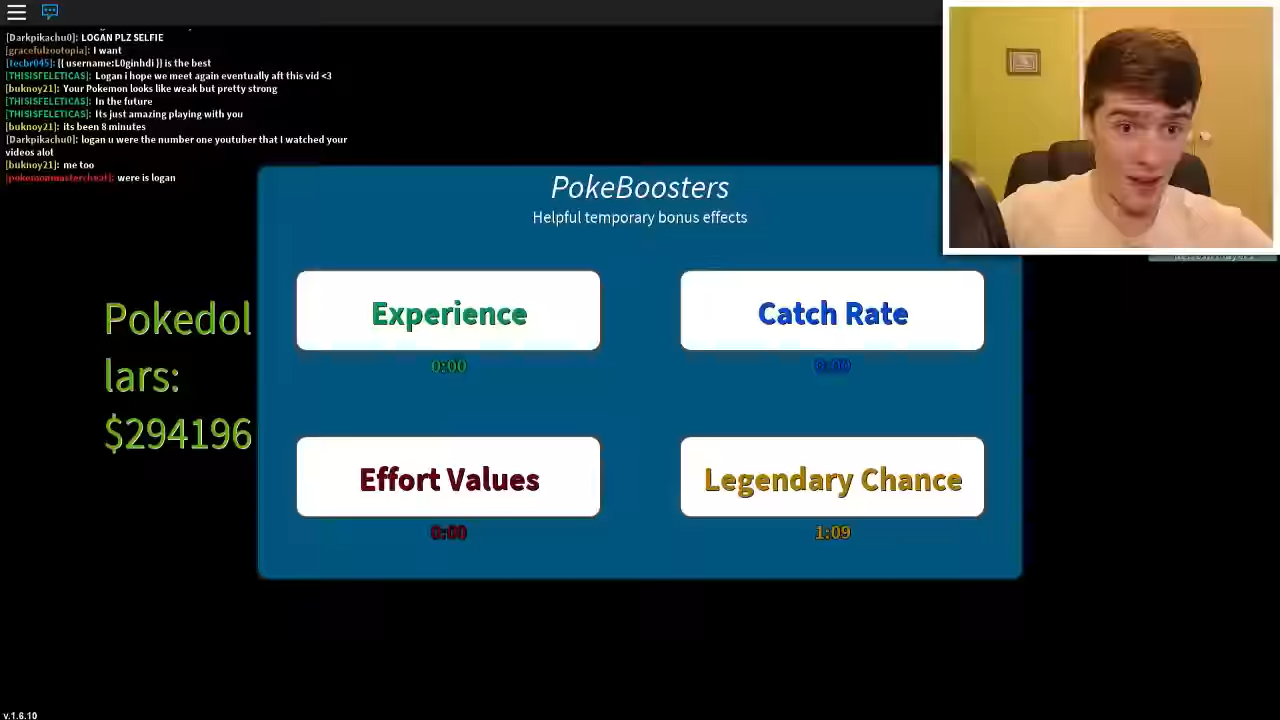 [Darkpikachu0]: LOGAN PLZ SELFIE
[gracefulzootopia]: I want
[tecbr045]: [{ username:L0ginhdi }] is the best
[THISISFELETICAS]: Logan i hope we meet again eventually aft this vid <3
[buknoy21]: Your Pokemon looks like weak but pretty strong
[THISISFELETICAS]: In the future
[THISISFELETICAS]: Its just amazing playing with you
[buknoy21]: its been 8 minutes
[Darkpikachu0]: logan u were the number one youtuber that I watched your
videos alot
[buknoy21]: me too
[pokemonmastercheat]: were is logan
PokeBoosters
Helpful temporary bonus effects
Experience
Catch Rate
0:00
0:00
Pokedol
lars:
$294196
Effort Values
Legendary Chance
0:00
1:09
v.1.6.10